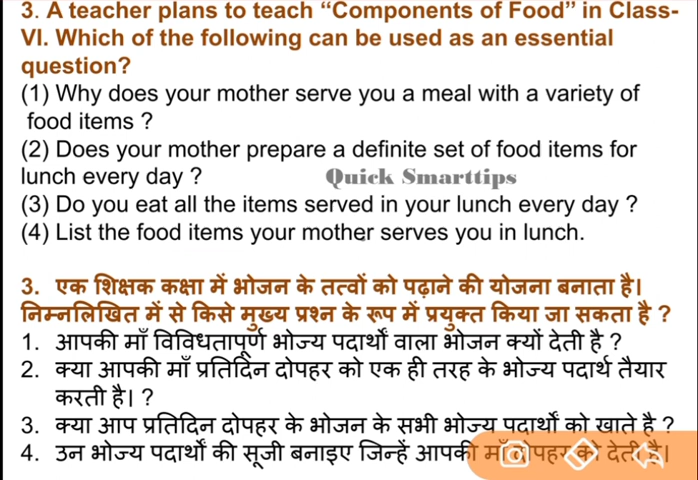 3. A teacher plans to teach “Components of Food” in Class-
VI. Which of the following can be used as an essential
question?
(1) Why does your mother serve you a meal with a variety of
food items ?
(2) Does your mother prepare a definite set of food items for
lunch every day ?
Quick Smarttips
(3) Do you eat all the items served in your lunch every day ?
(4) List the food items your mother serves you in lunch.
3. एक शिक्षक कक्षा में भोजन के तत्वों को पढ़ाने की योजना बनाता है।
निम्नलिखित में से किसे मुख्य प्रश्न के रूप में प्रयुक्त किया जा सकता है ?
1. आपकी माँ विविधतापूर्ण भोज्य पदार्थों वाला भोजन क्यों देती है ?
2. क्या आपकी माँ प्रतिदिन दोपहर को एक ही तरह के भोज्य पदार्थ तैयार
करती है। ?
3. क्या आप प्रतिदिन दोपहर के भोजन के सभी भोज्य पदार्थों को खाते है ?
4. उन भोज्य पदार्थों की सूजी बनाइए जिन्हें आपकी माँ दोपहर को देती है।